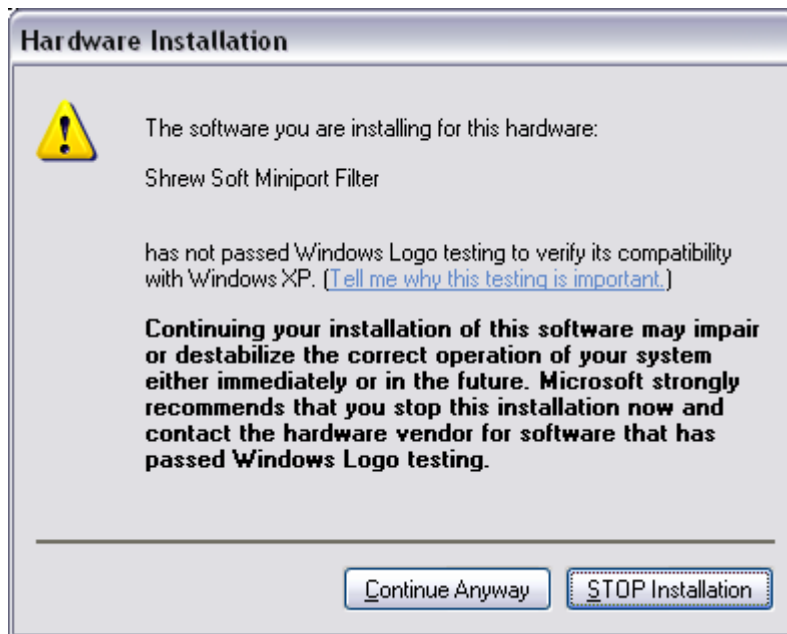 Hardware Installation
The software you are installing for this hardware:
Shrew Soft Miniport Filter
has not passed Windows Logo testing to verify its compatibility
with Windows XP. (Tell me why this testing is important.)
Continuing your installation of this software may impair
or destabilize the correct operation of your system
either immediately or in the future. Microsoft strongly
recommends that you stop this installation now and
contact the hardware vendor for software that has
passed Windows Logo testing.
Continue Anyway
STOP Installation